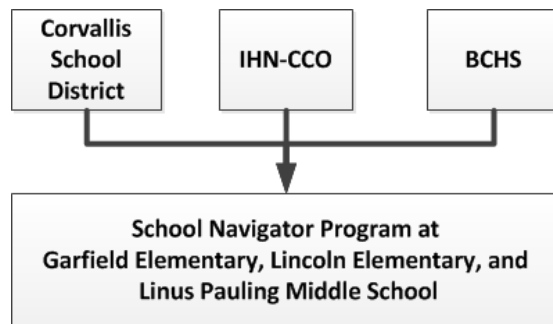 Corvallis
School
District
IHN-CCO
BCHS
School Navigator Program at
Garfield Elementary, Lincoln Elementary, and
Linus Pauling Middle School